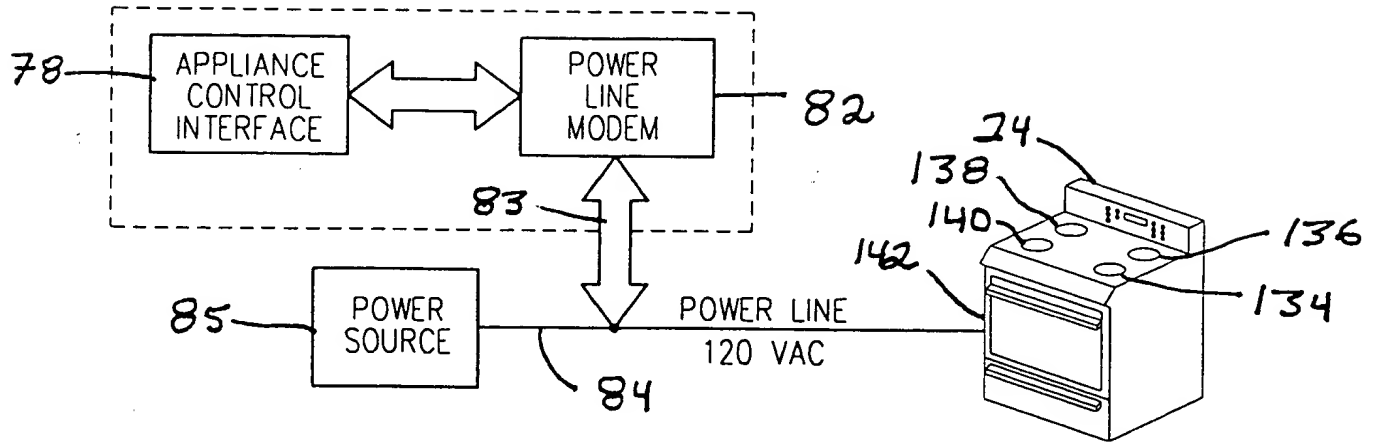 78
APPLIANCE
CONTROL
INTERFACE
POWER
LINE
MODEM
82
83
24
138
140
142
136
134
85
POWER
SOURCE
84
POWER LINE
120 VAC